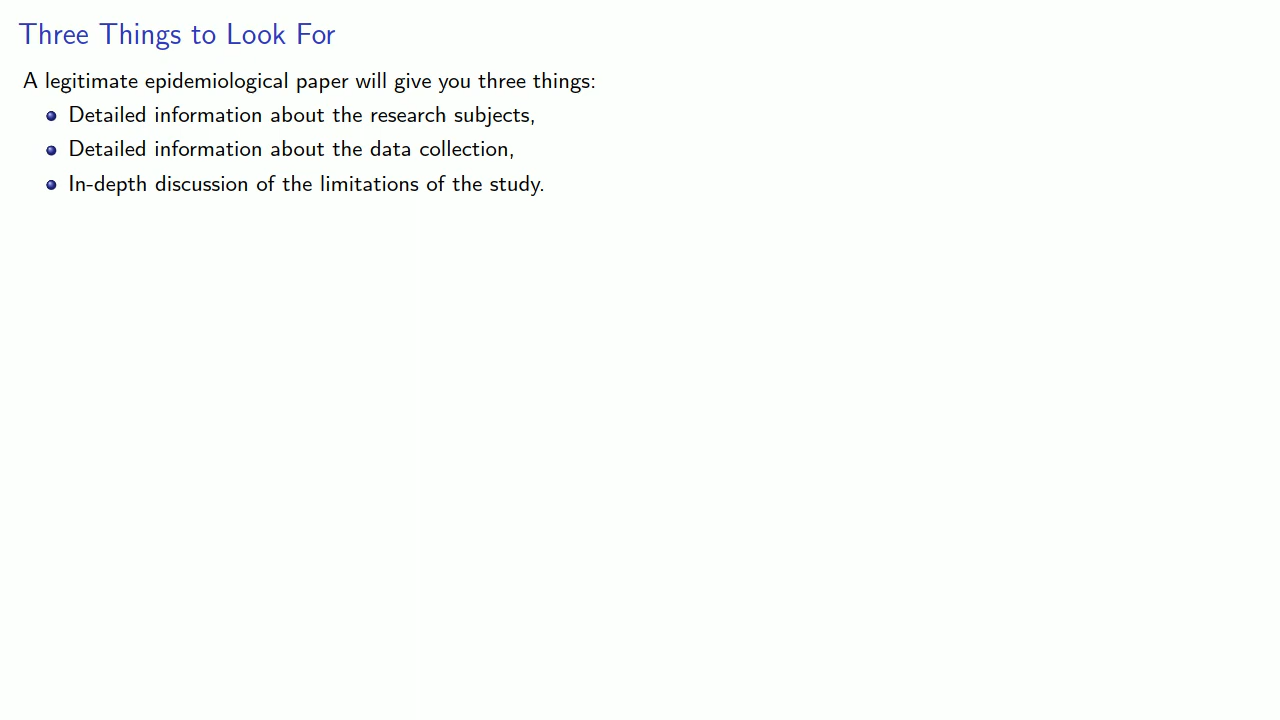 Three Things to Look For
A legitimate epidemiological paper will give you three things:
Detailed information about the research subjects,
Detailed information about the data collection,
In-depth discussion of the limitations of the study.